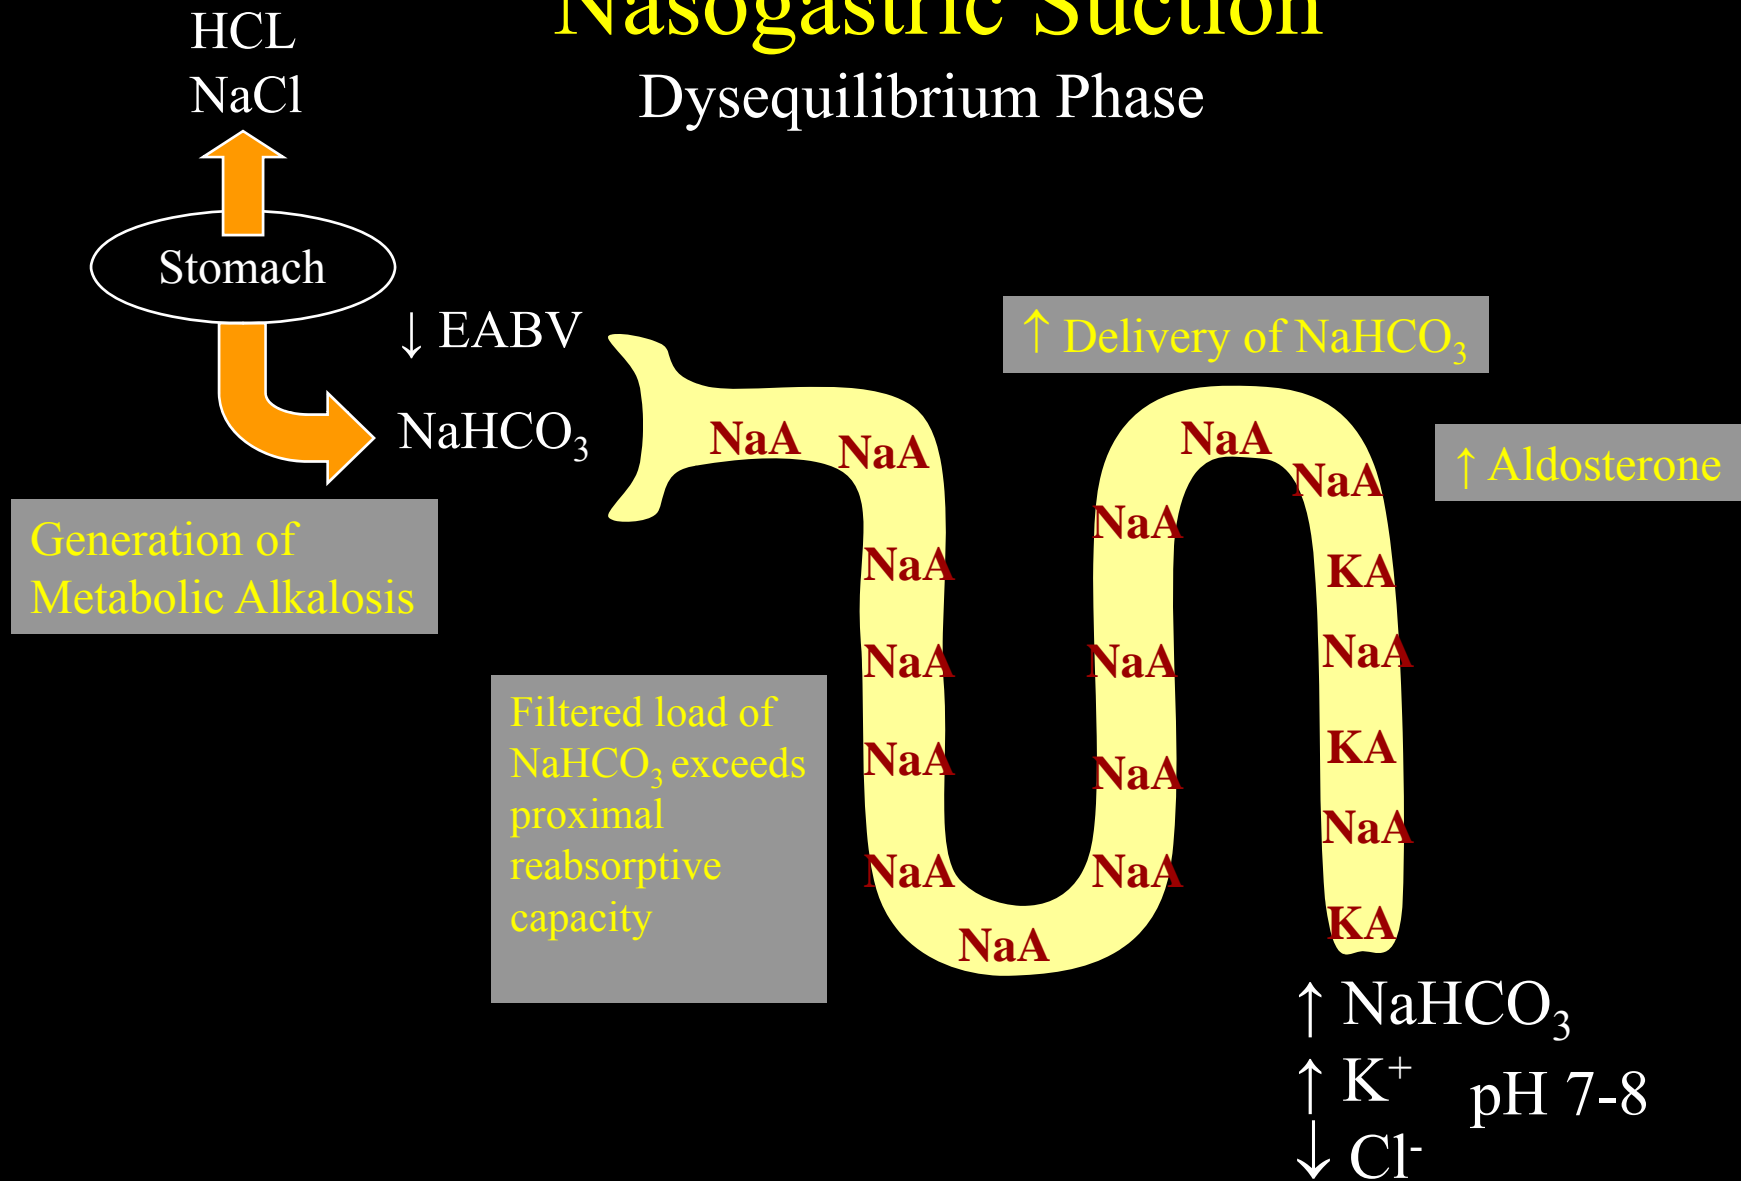 Nasogastric Suction
Dysequilibrium Phase
HCL
NaCl
Stomach
↓ EABV
NaHCO₃
Generation of
Metabolic Alkalosis
Filtered load of
NaHCO₃ exceeds
proximal
reabsorptive
capacity
↑ Delivery of NaHCO₃
↑ Aldosterone
NaA
NaA
NaA
NaA
NaA
NaA
NaA
NaA
NaA
NaA
NaA
NaA
NaA
KA
NaA
KA
NaA
KA
↑ NaHCO₃
↑ K⁺
pH 7-8
↓ Cl⁻